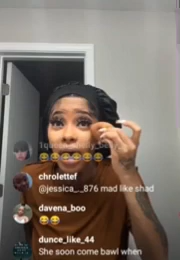 chrolettef
@jessica_._876 mad like shad
😂😂😂😂😂😂😂
davena_boo
😂😂
dunce_like_44
She soon come bawl when